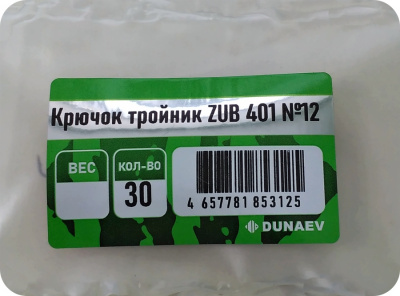 Крючок тройник ZUB 401 №12
ВЕС
КОЛ-ВО
30
4 657781 853125
DUNAEV